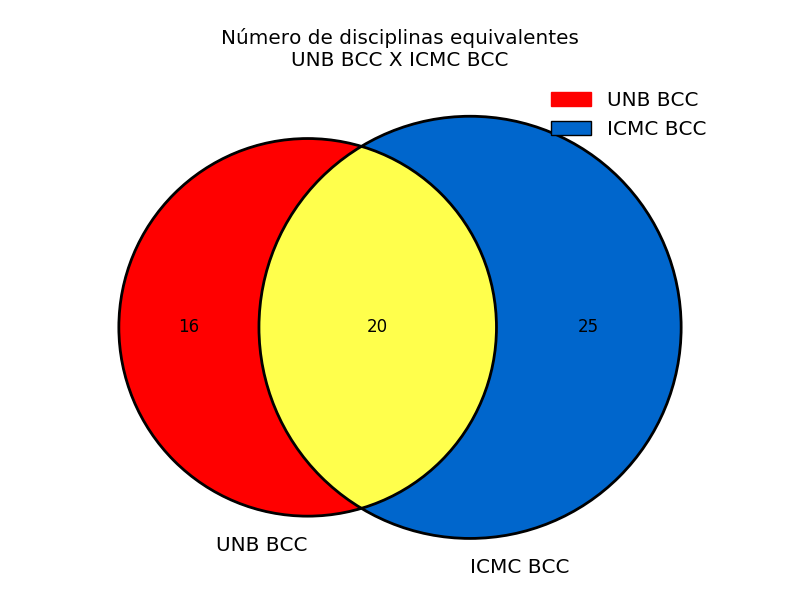 Número de disciplinas equivalentes
UNB BCC X ICMC BCC
UNB BCC
ICMC BCC
16
20
25
UNB BCC
ICMC BCC